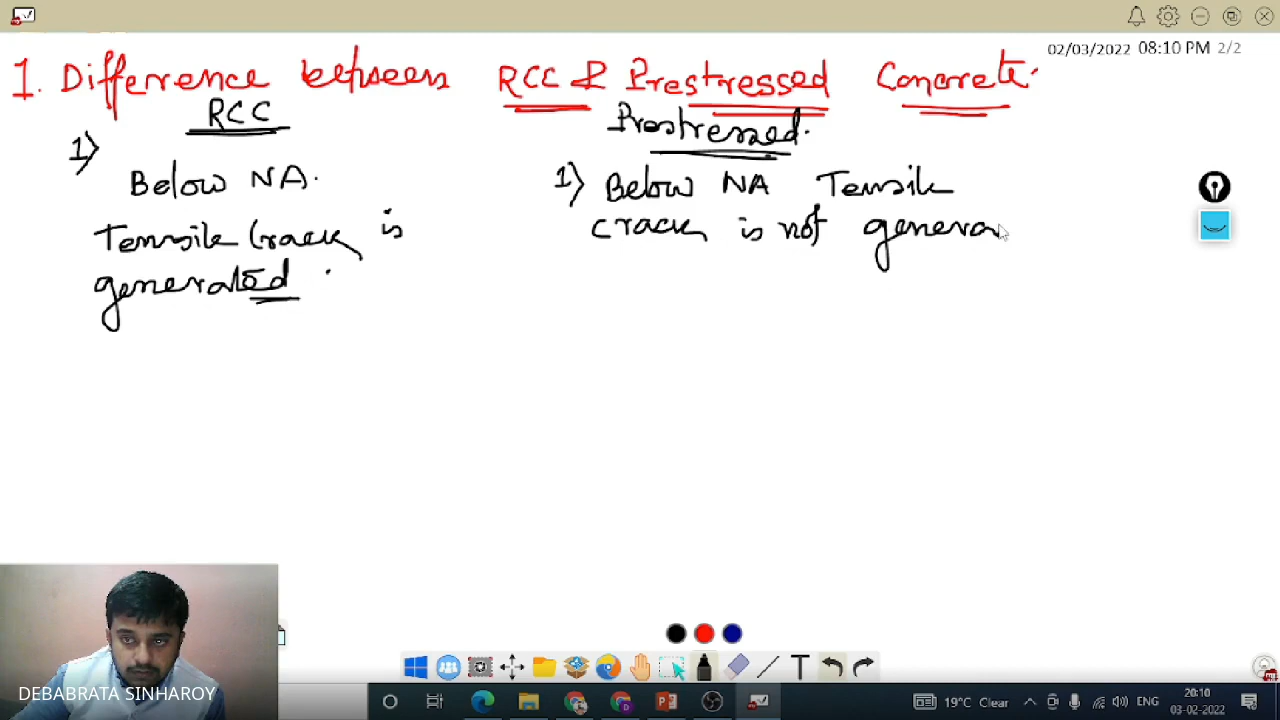 02/03/2022 08:10 PM 2/2
1. Difference between RCC & Prestressed Concrete.
RCC
1)
Below NA.
Tensile Crack is
generated.
Prestressed.
1) Below NA Tensile
crack is not genera
DEBABRATA SINHAROY
T
19°C Clear
ENG
20:10
03-02-2022